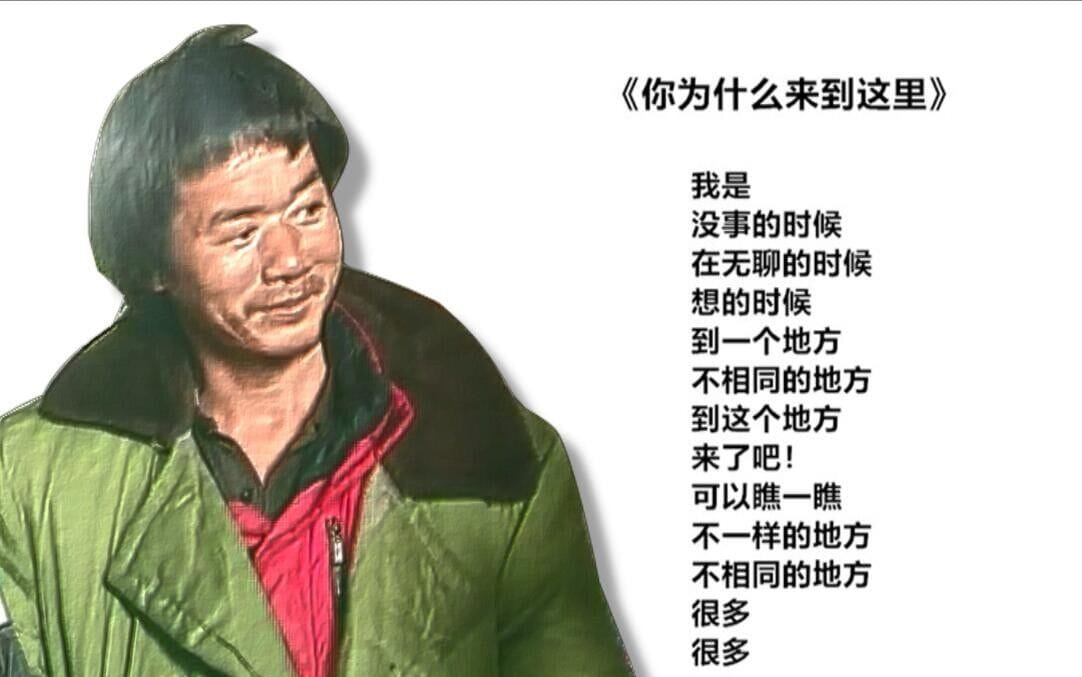 《你为什么来到这里》
我是
没事的时候
在无聊的时候
想的时候
到一个地方
不相同的地方
到这个地方
来了吧！
可以瞧一瞧
不一样的地方
不相同的地方
很多
很多